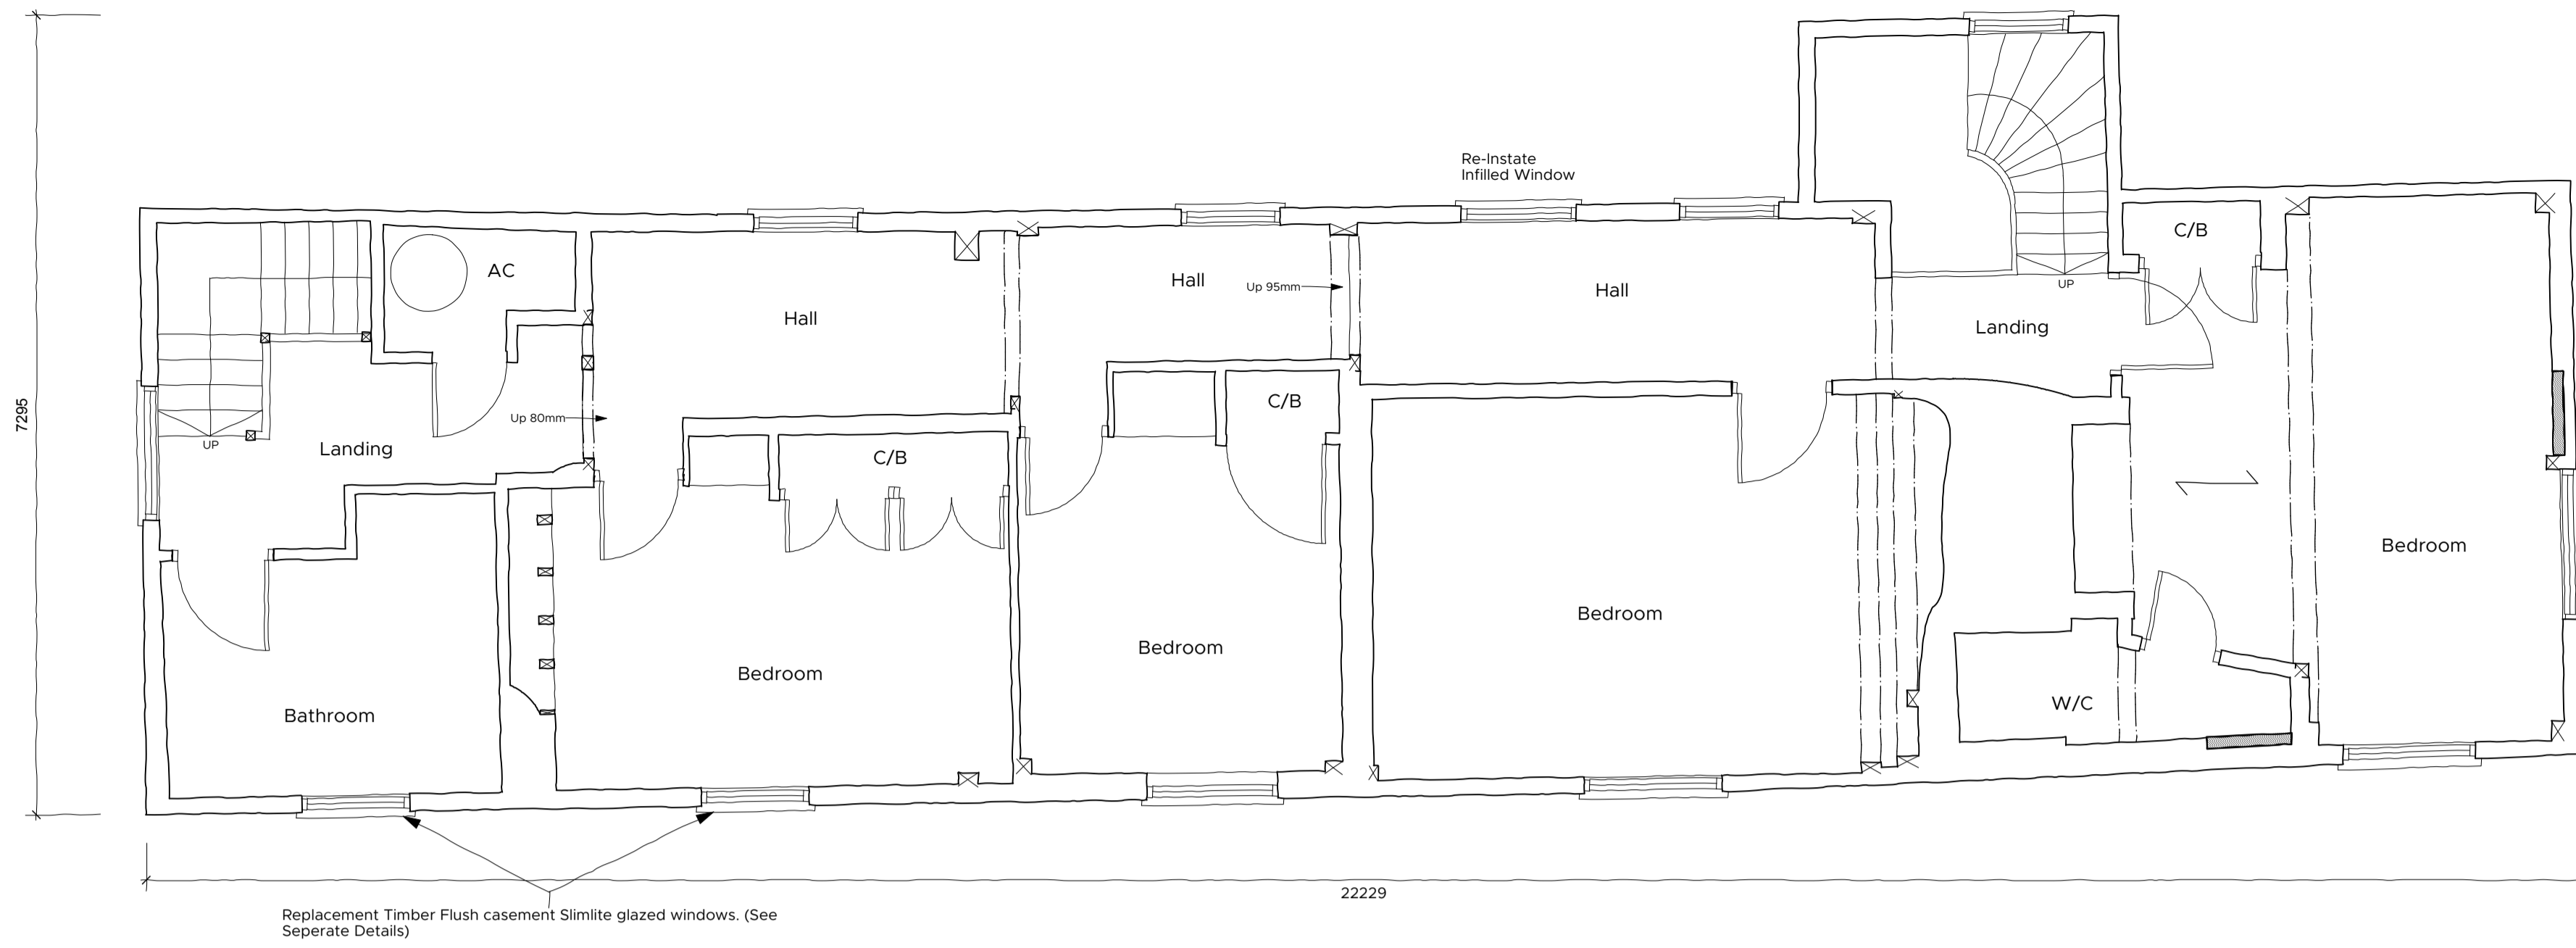 Re-Instate
Infilled Window
C/B
AC
Hall
Up 95mm
Hall
UP
Hall
Landing
7295
C/B
Up 80mm
UP
Landing
C/B
Bedroom
Bedroom
Bedroom
Bedroom
W/C
Bathroom
22229
Replacement Timber Flush casement Slimlite glazed windows. (See
Seperate Details)